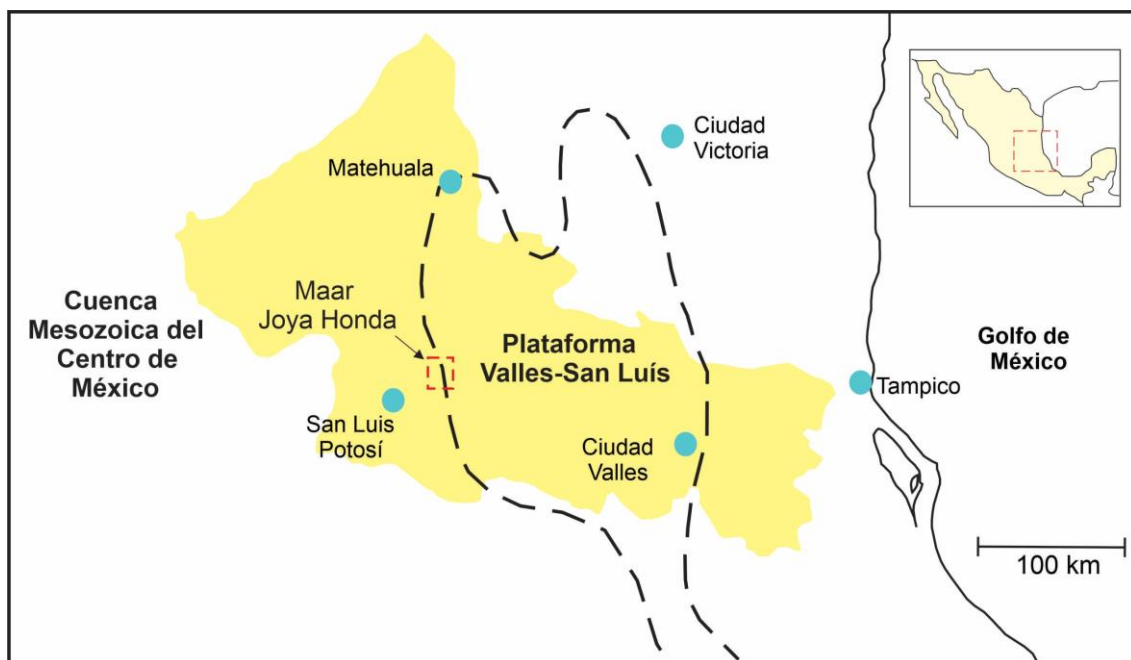 Ciudad
Victoria
Matehuala
Cuenca
Mesozoica del
Centro de
México
Maar
Joya Honda
Plataforma
Valles-San Luís
Golfo de
México
Tampico
San Luis
Potosí
Ciudad
Valles
100 km